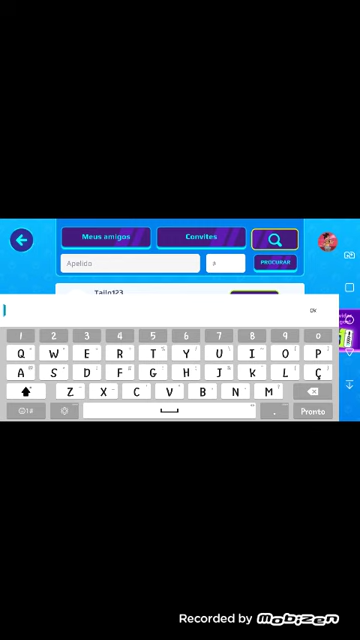 Meus amigos
Convites
Apelido
PROCURAR
Tailo123
1 2 3 4 5 6 7 8 9 0
Q W E R T Y U I O P
A S D F G H J K L Ç
Z X C V B N M
1#
. Pronto
Recorded by Mobizen